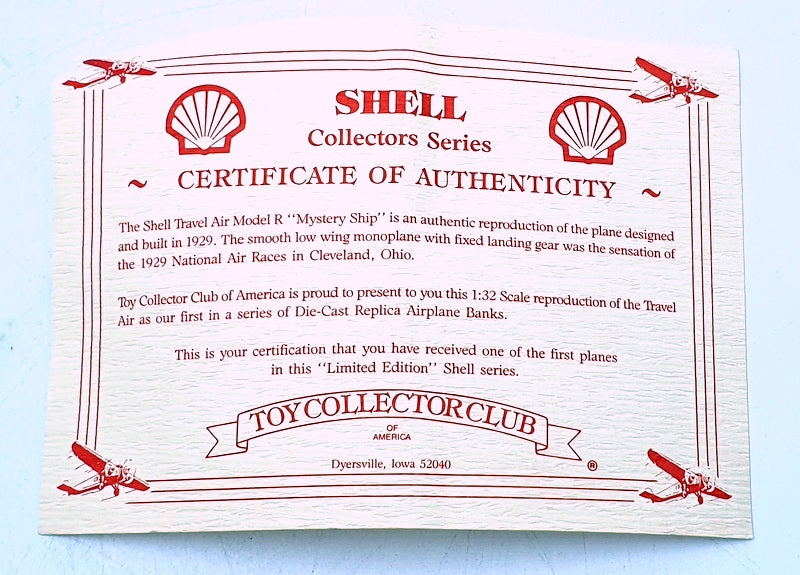 SHELL
Collectors Series
~ CERTIFICATE OF AUTHENTICITY ~
The Shell Travel Air Model R "Mystery Ship" is an authentic reproduction of the plane designed
and built in 1929. The smooth low wing monoplane with fixed landing gear was the sensation of
the 1929 National Air Races in Cleveland, Ohio.
Toy Collector Club of America is proud to present to you this 1:32 Scale reproduction of the Travel
Air as our first in a series of Die-Cast Replica Airplane Banks.
This is your certification that you have received one of the first planes
in this "Limited Edition" Shell series.
TOY COLLECTOR CLUB
OF
AMERICA
®
Dyersville, Iowa 52040